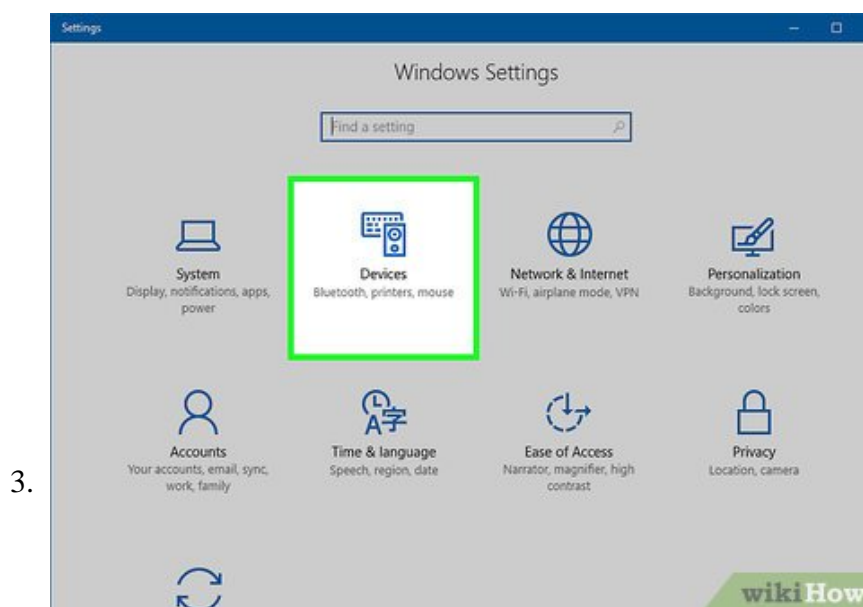 Settings
Windows Settings
Find a setting
System
Display, notifications, apps,
power
Devices
Bluetooth, printers, mouse
Network & Internet
Wi-Fi, airplane mode, VPN
Personalization
Background, lock screen,
colors
A字
Accounts
Your accounts, email, sync,
work, family
Time & language
Speech, region, date
Ease of Access
Narrator, magnifier, high
contrast
Privacy
Location, camera
3.
wikiHow